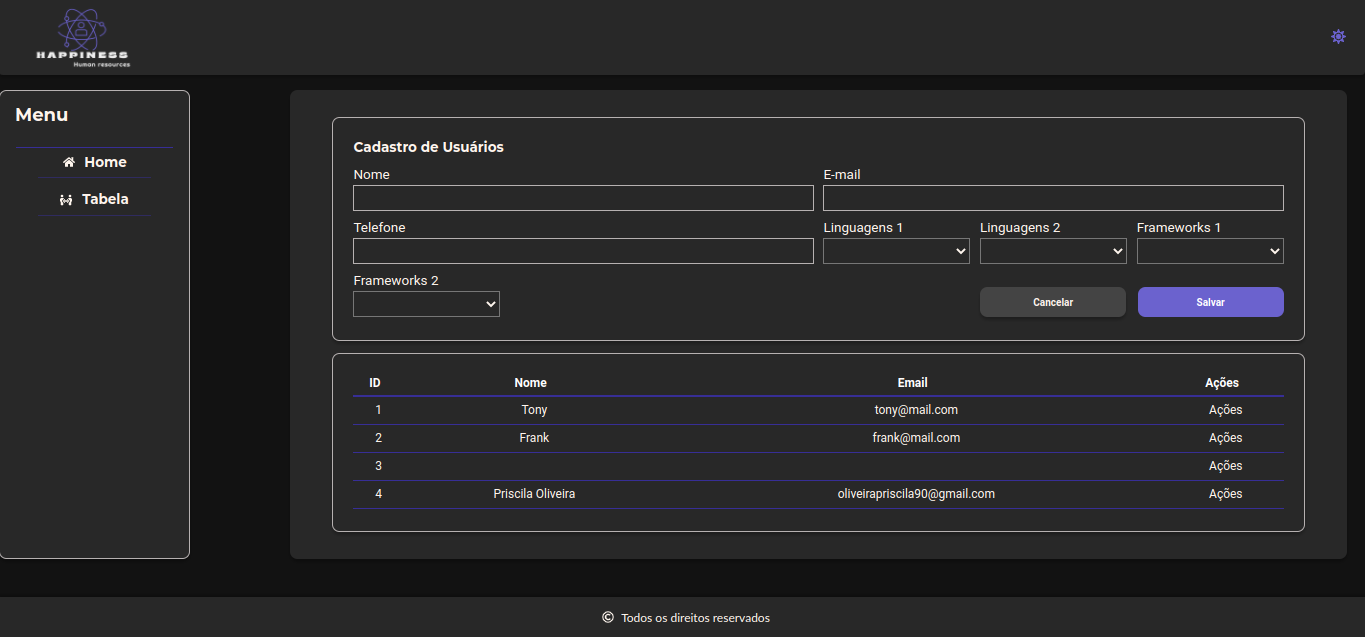 HAPPINESS
Human resources
Menu
Home
Tabela
Cadastro de Usuários
Nome E-mail
Telefone Linguagens 1 Linguagens 2 Frameworks 1
Frameworks 2
Cancelar Salvar
ID Nome Email Ações
1 Tony tony@mail.com Ações
2 Frank frank@mail.com Ações
3 Ações
4 Priscila Oliveira oliveirapriscila90@gmail.com Ações
© Todos os direitos reservados